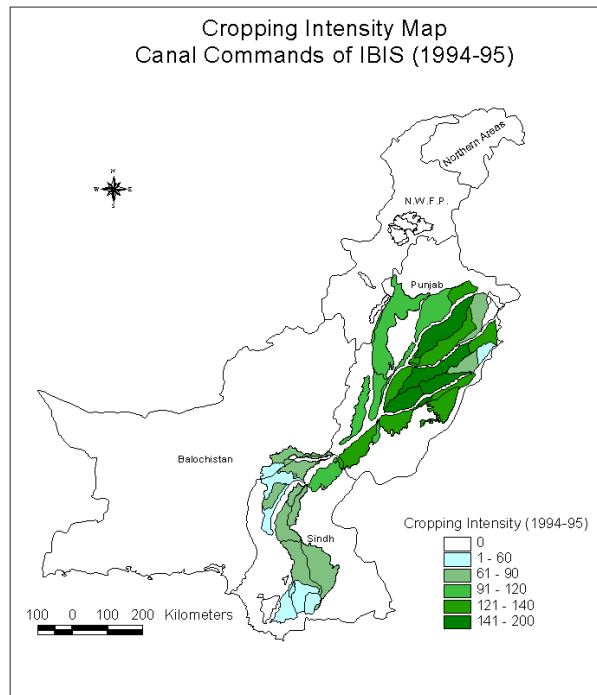 Cropping Intensity Map
Canal Commands of IBIS (1994-95)
Northern Areas
N
W E
S
N.W.F.P.
Punjab
Balochistan
Sindh
Cropping Intensity (1994-95)
0
1 - 60
61 - 90
91 - 120
121 - 140
141 - 200
100 0 100 200 Kilometers